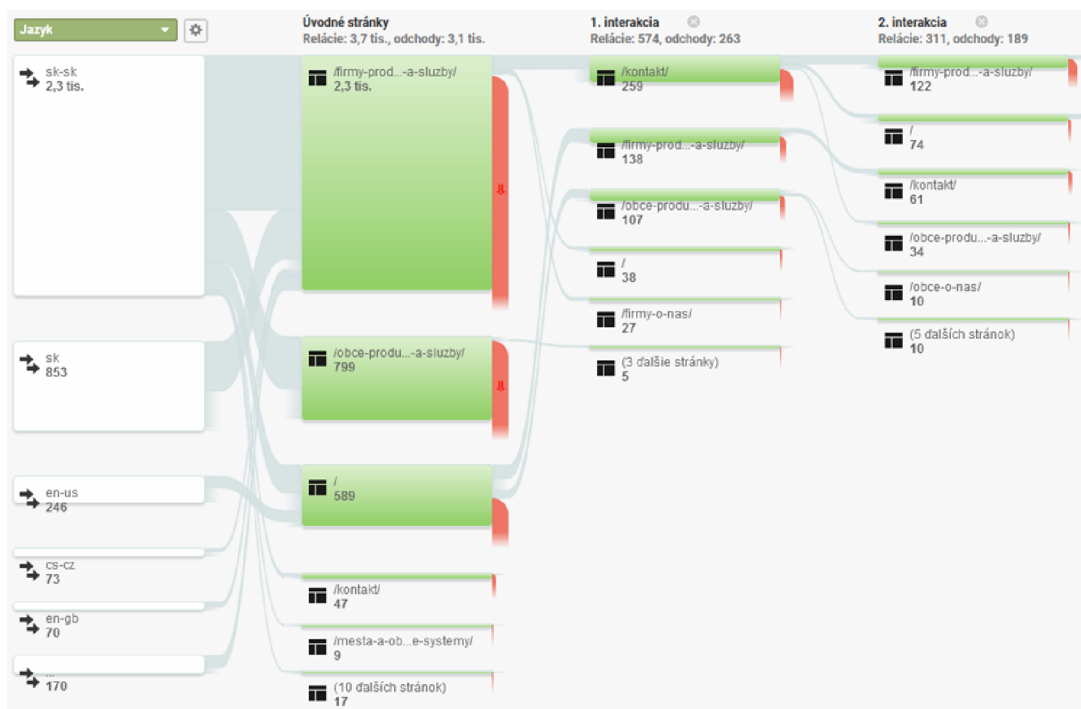 Jazyk
Úvodné stránky
Relácie: 3,7 tis., odchody: 3,1 tis.
1. interakcia
Relácie: 574, odchody: 263
2. interakcia
Relácie: 311, odchody: 189
sk-sk
2,3 tis.
sk
853
en-us
246
cs-cz
73
en-gb
70
...
170
/firmy-prod...-a-sluzby/
2,3 tis.
/obce-produ...-a-sluzby/
799
/
589
/kontakt/
47
/mesta-a-ob...e-systemy/
9
(10 ďalších stránok)
17
/kontakt/
259
/firmy-prod...-a-sluzby/
138
/obce-produ...-a-sluzby/
107
/
38
/firmy-o-nas/
27
(3 ďalšie stránky)
5
/firmy-prod...-a-sluzby/
122
/
74
/kontakt/
61
/obce-produ...-a-sluzby/
34
/obce-o-nas/
10
(5 ďalších stránok)
10